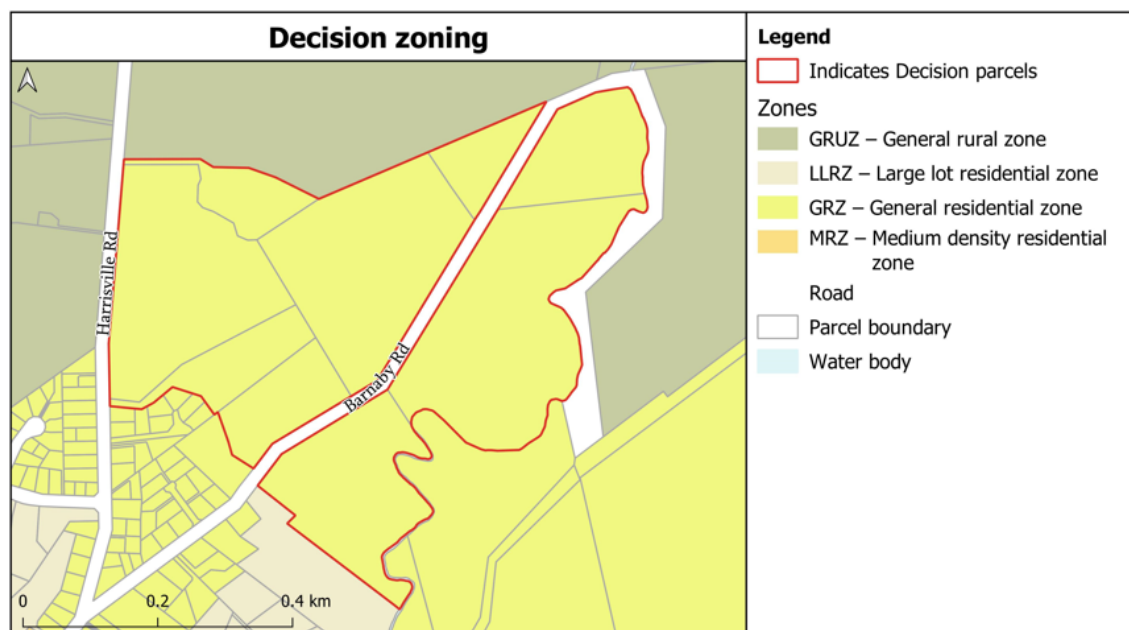 Decision zoning
Harrisville Rd
Barnaby Rd
0 0.2 0.4 km
Legend
Indicates Decision parcels
Zones
GRUZ – General rural zone
LLRZ – Large lot residential zone
GRZ – General residential zone
MRZ – Medium density residential
zone
Road
Parcel boundary
Water body